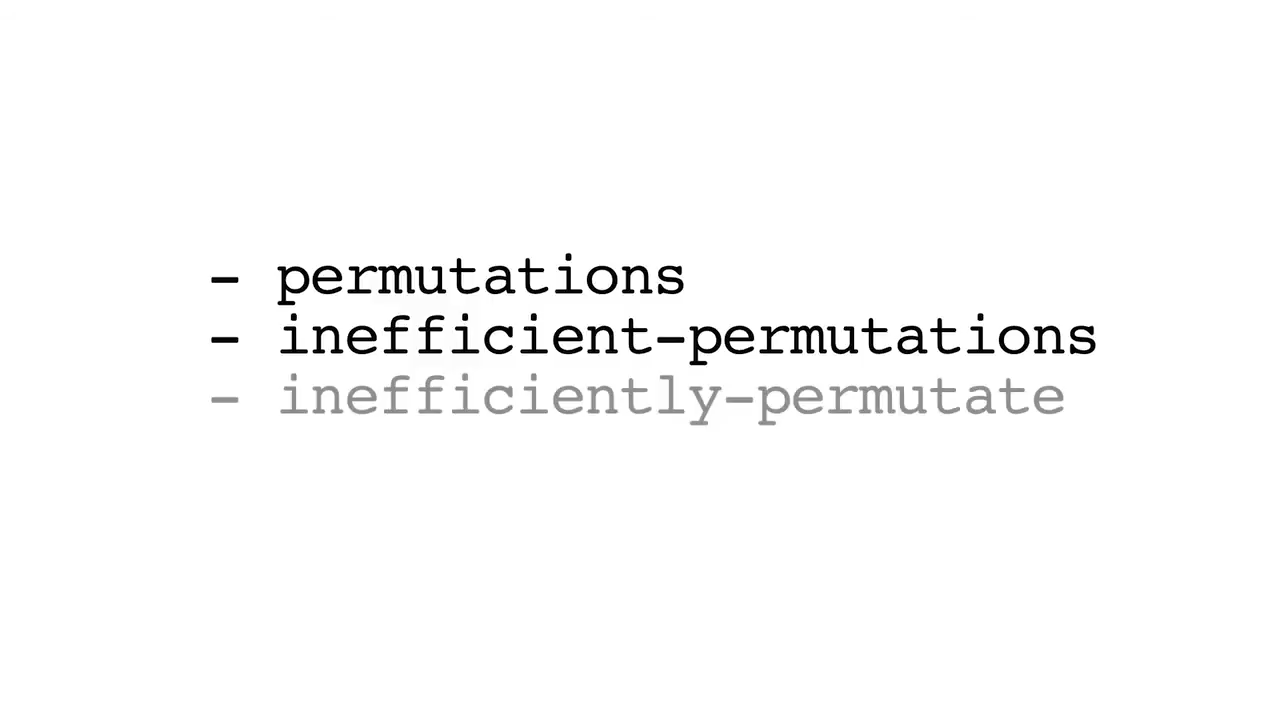 - permutations
- inefficient-permutations
- inefficiently-permutate